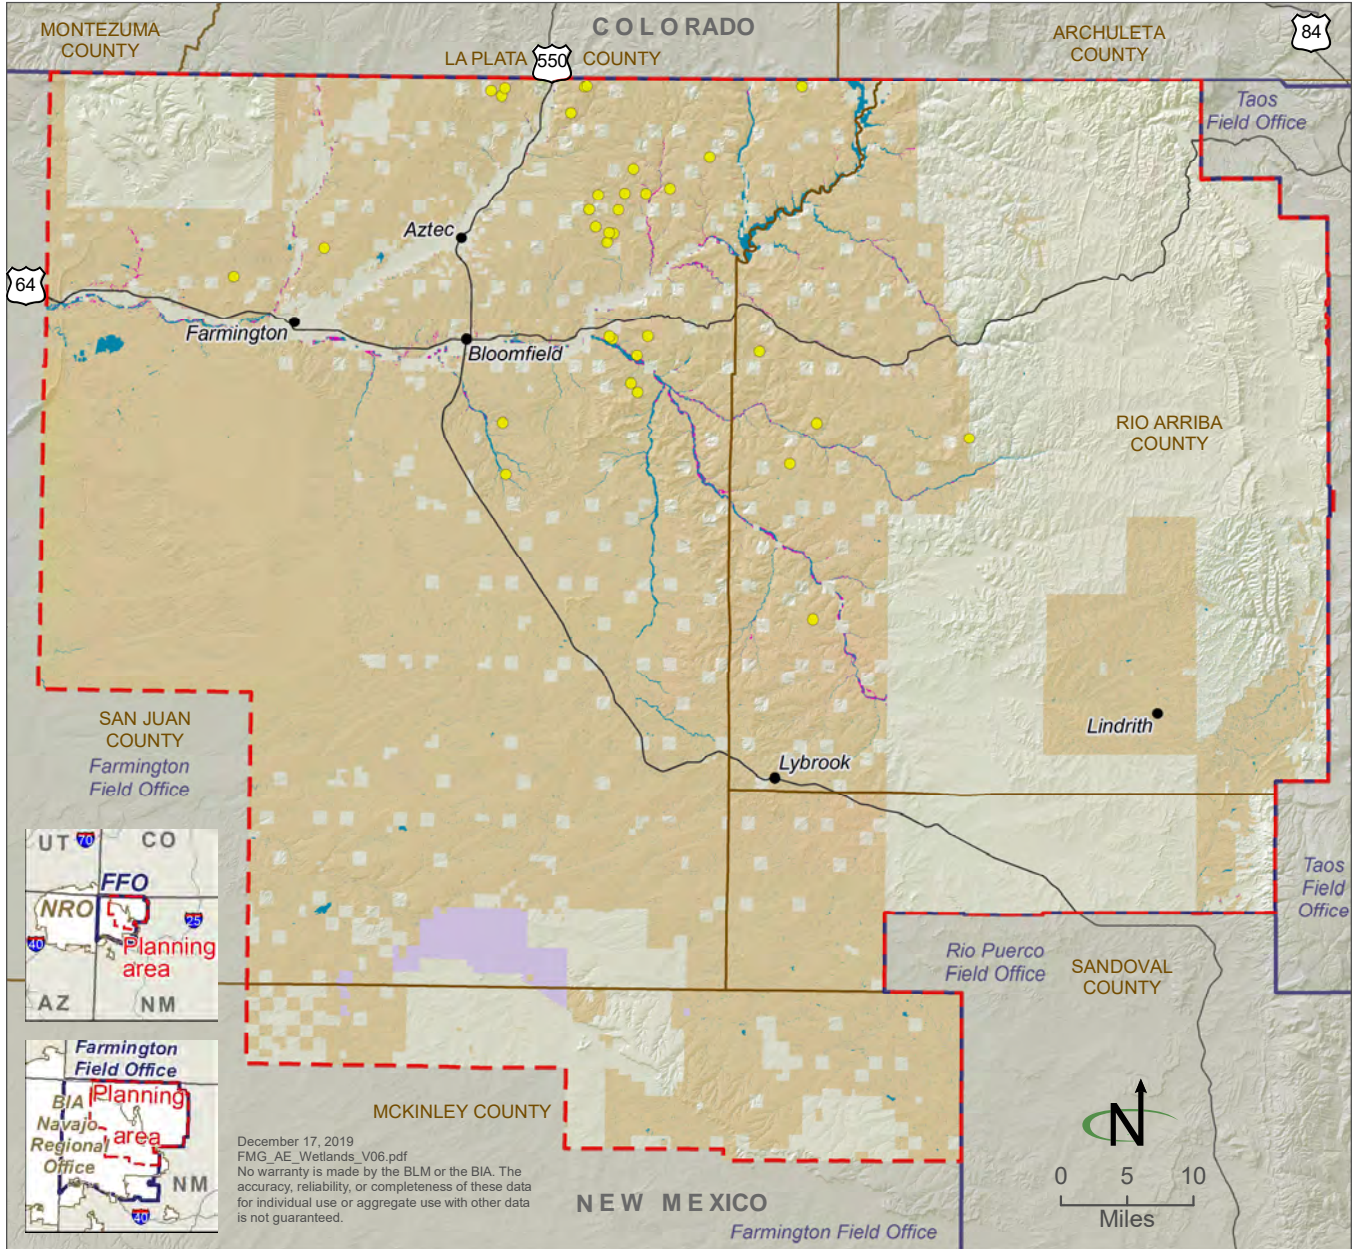 COLORADO
MONTEZUMA
COUNTY
LA PLATA
550
COUNTY
ARCHULETA
COUNTY
84
Taos
Field Office
Aztec
64
Farmington
Bloomfield
RIO ARRIBA
COUNTY
SAN JUAN
COUNTY
Farmington
Field Office
Lindrith
Lybrook
UT
70
CO
FFO
NRO
25
40
Planning
area
AZ
NM
Taos
Field
Office
Rio Puerco
Field Office
SANDOVAL
COUNTY
Farmington
Field Office
BIA
Navajo
Regional
Office
Planning
area
NM
40
MCKINLEY COUNTY
December 17, 2019
FMG_AE_Wetlands_V06.pdf
No warranty is made by the BLM or the BIA. The
accuracy, reliability, or completeness of these data
for individual use or aggregate use with other data
is not guaranteed.
NEW MEXICO
Farmington Field Office
N
0 5 10
Miles